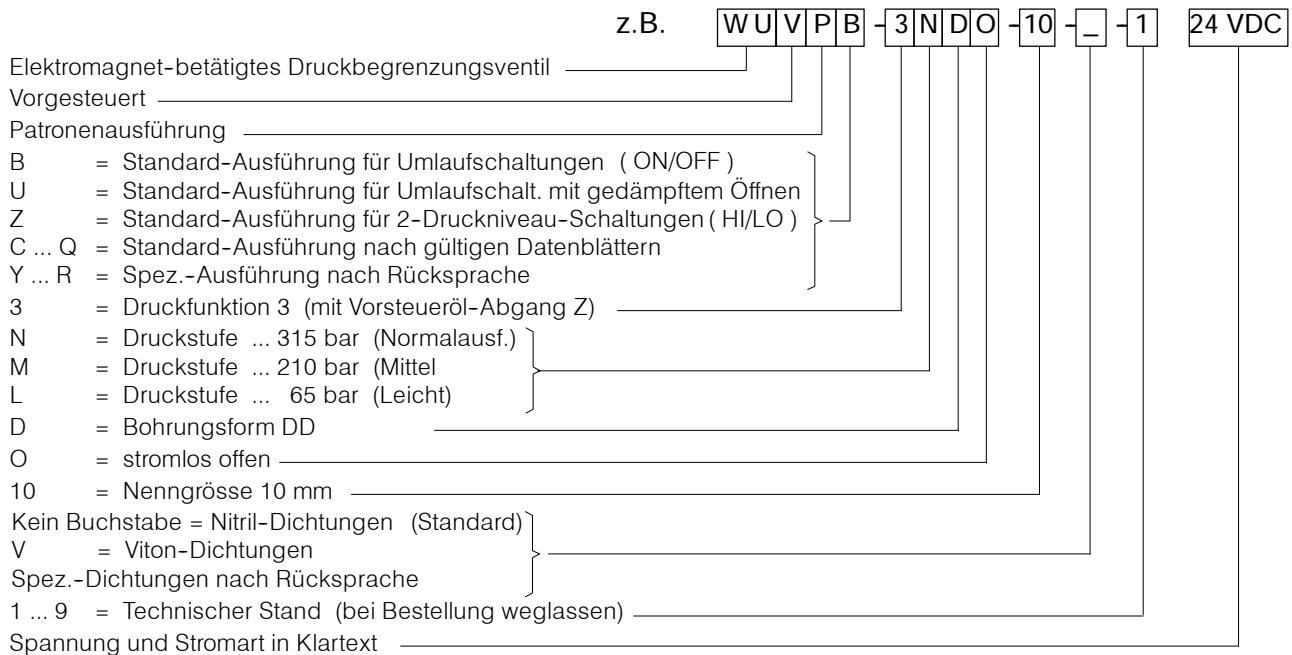 z.B. WUVPB-3NDO-10-_-1 24 VDC
Elektromagnet-betätigtes Druckbegrenzungsventil
Vorgesteuert
Patronenausführung
B = Standard-Ausführung für Umlaufschaltungen ( ON/OFF )
U = Standard-Ausführung für Umlaufschalt. mit gedämpftem Öffnen
Z = Standard-Ausführung für 2-Druckniveau-Schaltungen ( HI/LO )
C ... Q = Standard-Ausführung nach gültigen Datenblättern
Y ... R = Spez.-Ausführung nach Rücksprache
3 = Druckfunktion 3 (mit Vorsteueröl-Abgang Z)
N = Druckstufe ... 315 bar (Normalausf.)
M = Druckstufe ... 210 bar (Mittel
L = Druckstufe ... 65 bar (Leicht)
D = Bohrungsform DD
O = stromlos offen
10 = Nenngrösse 10 mm
Kein Buchstabe = Nitril-Dichtungen (Standard)
V = Viton-Dichtungen
Spez.-Dichtungen nach Rücksprache
1 ... 9 = Technischer Stand (bei Bestellung weglassen)
Spannung und Stromart in Klartext